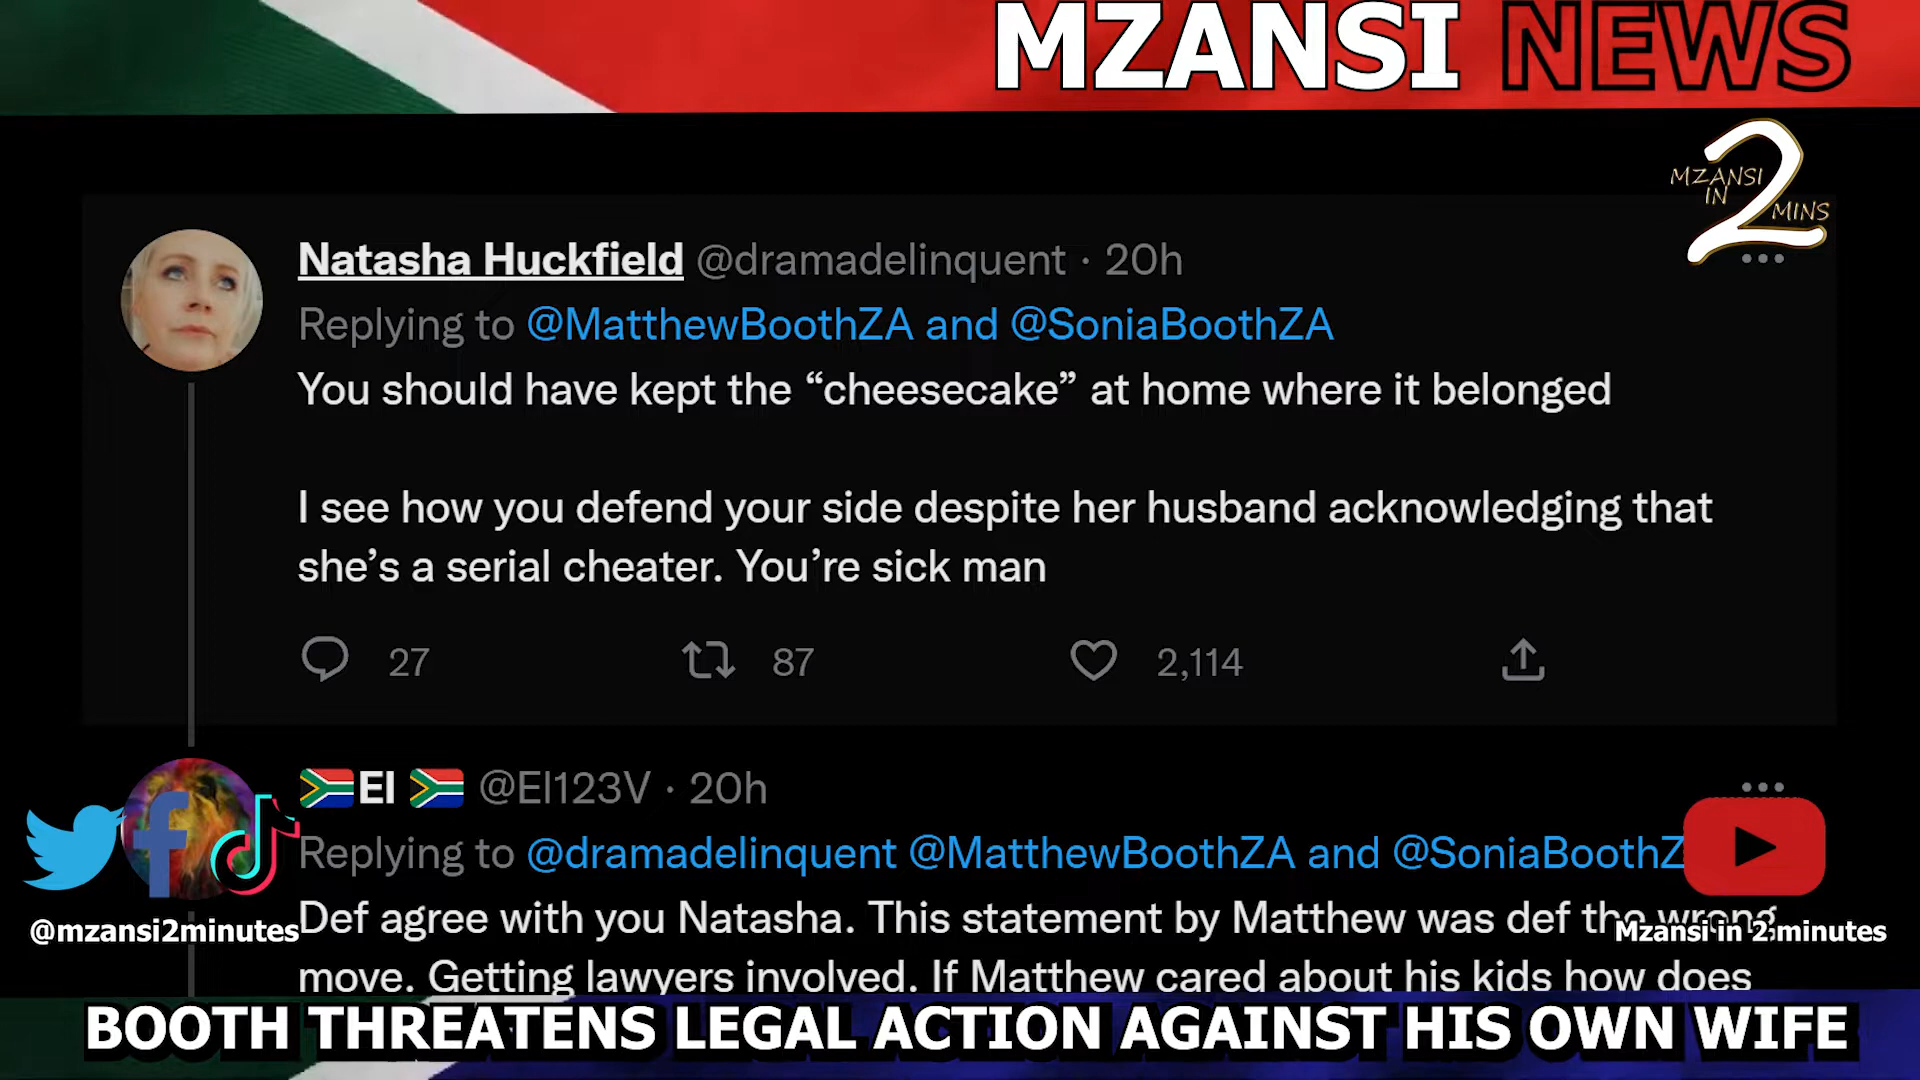 MZANSI NEWS
MZANSI
IN 2 MINS
Natasha Huckfield @dramadelinquent · 20h
Replying to @MatthewBoothZA and @SoniaBoothZA
You should have kept the “cheesecake” at home where it belonged
I see how you defend your side despite her husband acknowledging that
she’s a serial cheater. You’re sick man
27 87 2,114
El @El123V · 20h
Replying to @dramadelinquent @MatthewBoothZA and @SoniaBoothZ
Def agree with you Natasha. This statement by Matthew was def the wrong
@mzansi2minutes
Mzansi in 2 minutes
move. Getting lawyers involved. If Matthew cared about his kids how does
BOOTH THREATENS LEGAL ACTION AGAINST HIS OWN WIFE